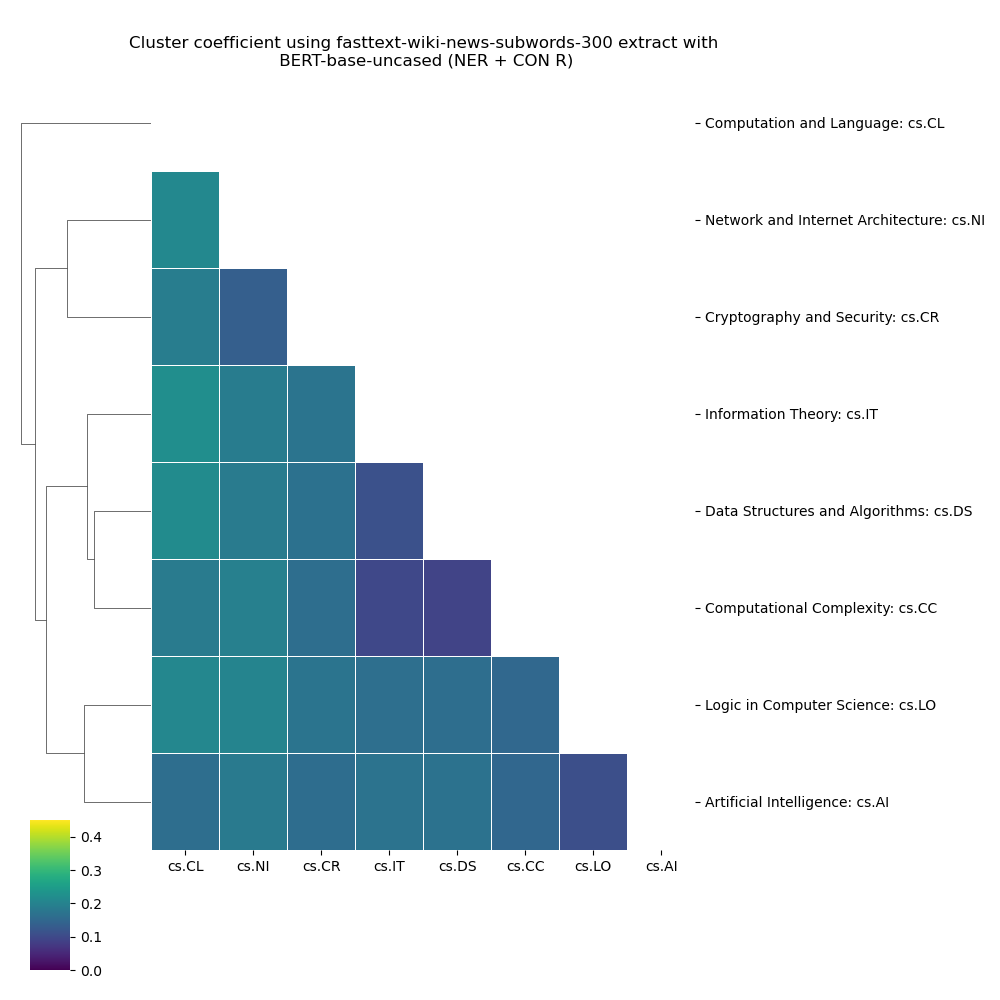 Cluster coefficient using fasttext-wiki-news-subwords-300 extract with
BERT-base-uncased (NER + CON R)
Computation and Language: cs.CL
Network and Internet Architecture: cs.NI
Cryptography and Security: cs.CR
Information Theory: cs.IT
Data Structures and Algorithms: cs.DS
Computational Complexity: cs.CC
Logic in Computer Science: cs.LO
Artificial Intelligence: cs.AI
cs.CL cs.NI cs.CR cs.IT cs.DS cs.CC cs.LO cs.AI
0.4
0.3
0.2
0.1
0.0